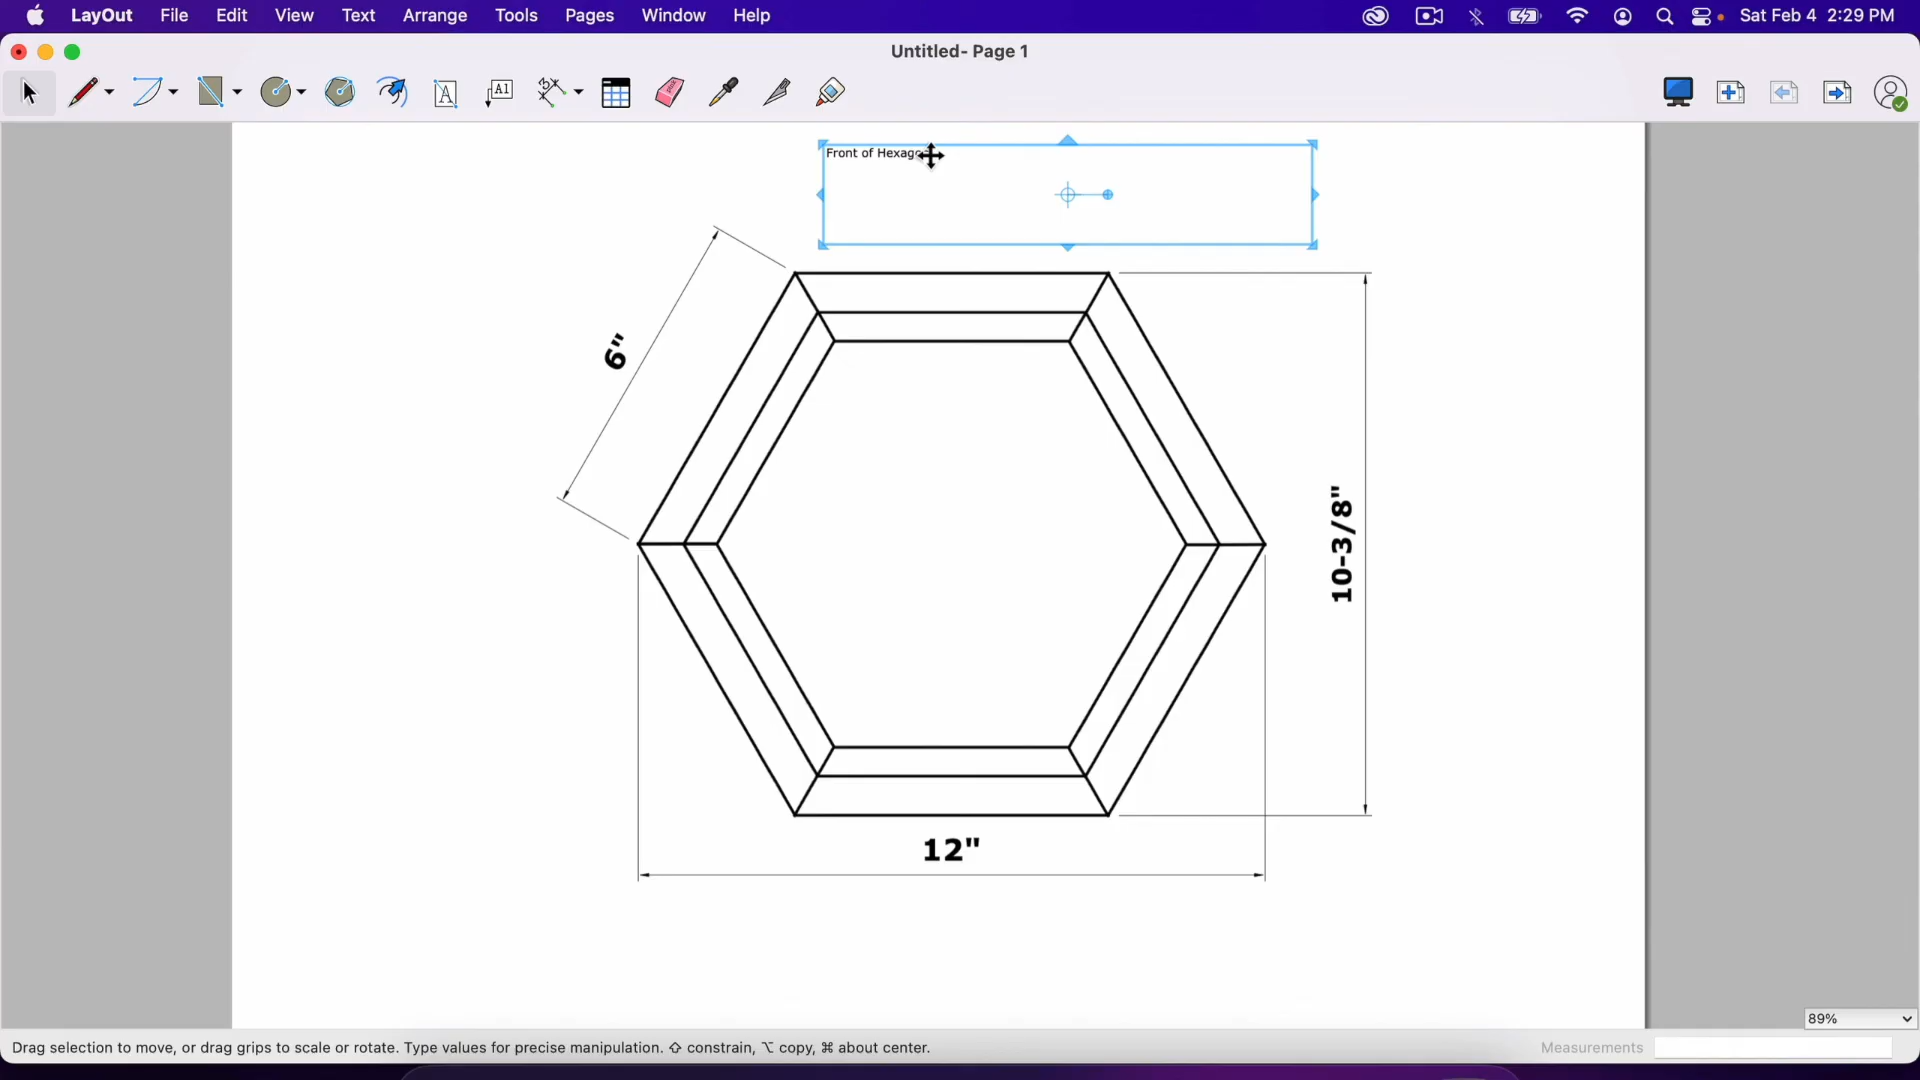 LayOut File Edit View Text Arrange Tools Pages Window Help Sat Feb 4 2:29 PM
Untitled- Page 1
A A1
Front of
6"
10-3/8"
12"
89%
Drag selection to move, or drag grips to scale or rotate. Type values for precise manipulation. ⇧ constrain, ⌥ copy, ⌘ about center. Measurements